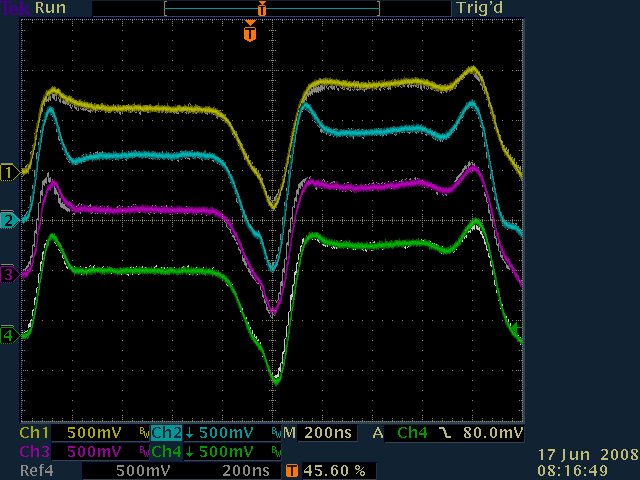 Tek Run Trig'd
T
T
1
2
3
4
Ch1 500mV BW Ch2 ↓ 500mV BW M 200ns A Ch4 ㄟ 80.0mV
Ch3 500mV BW Ch4 ↓ 500mV BW
Ref4 500mV 200ns T 45.60 %
17 Jun 2008
08:16:49